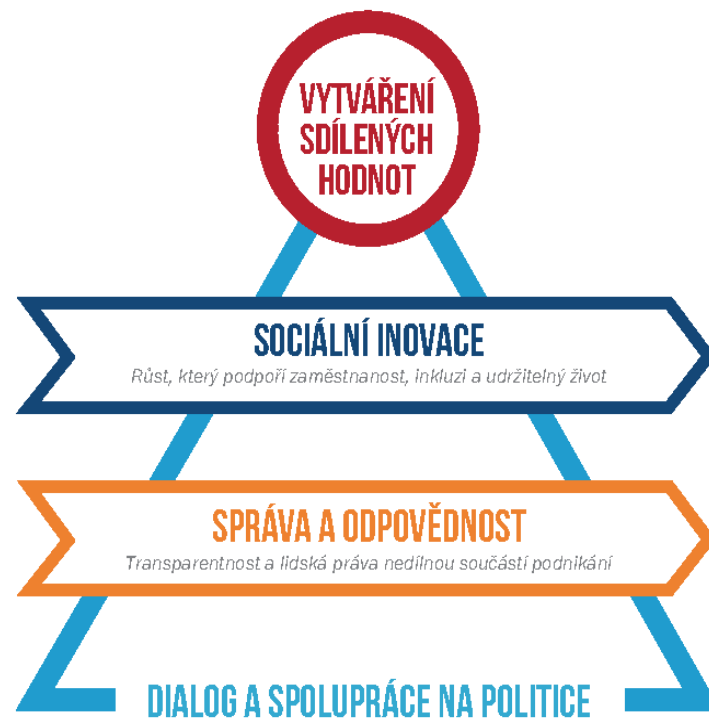 VYTVÁŘENÍ
SDÍLENÝCH
HODNOT
SOCIÁLNÍ INOVACE
Růst, který podpoří zaměstnanost, inkluzi a udržitelný život
SPRÁVA A ODPOVĚDNOST
Transparentnost a lidská práva nedílnou součástí podnikání
DIALOG A SPOLUPRÁCE NA POLITICE